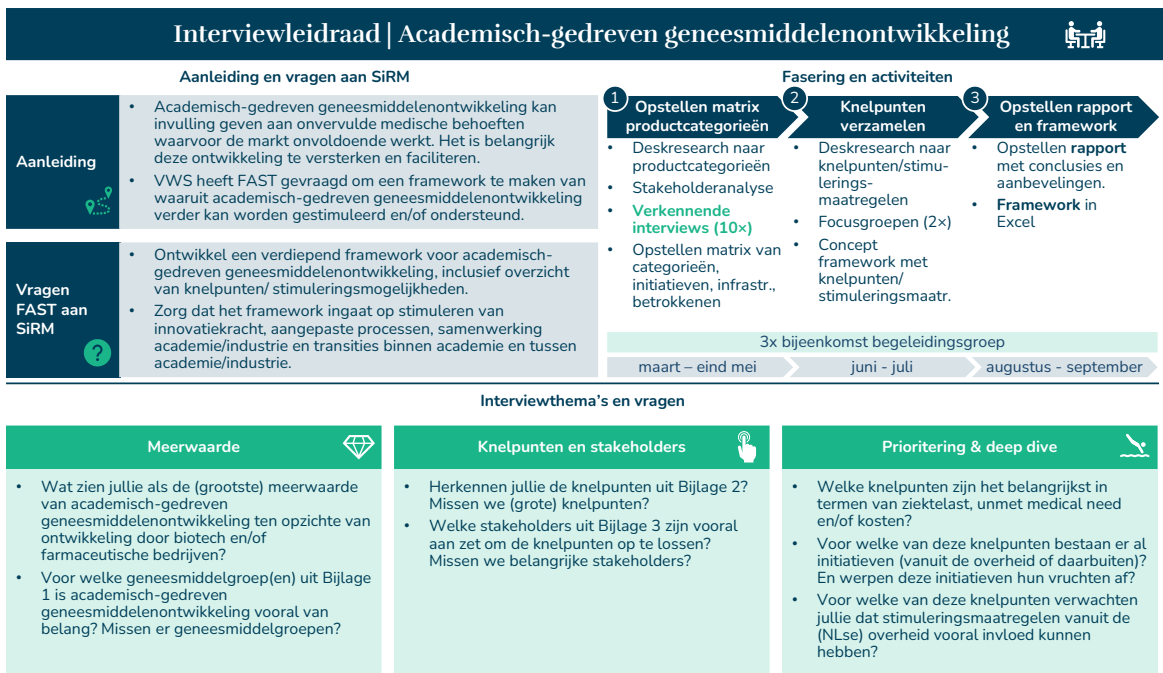 Interviewleidraad | Academisch-gedreven geneesmiddelenontwikkeling
Aanleiding en vragen aan SiRM
Aanleiding
• Academisch-gedreven geneesmiddelenontwikkeling kan
invulling geven aan onvervulde medische behoeften
waarvoor de markt onvoldoende werkt. Het is belangrijk
deze ontwikkeling te versterken en faciliteren.
• VWS heeft FAST gevraagd om een framework te maken van
waaruit academisch-gedreven geneesmiddelenontwikkeling
verder kan worden gestimuleerd en/of ondersteund.
Vragen
FAST aan
SiRM
?
• Ontwikkel een verdiepend framework voor academisch-
gedreven geneesmiddelenontwikkeling, inclusief overzicht
van knelpunten/ stimuleringsmogelijkheden.
• Zorg dat het framework ingaat op stimuleren van
innovatiekracht, aangepaste processen, samenwerking
academie/industrie en transities binnen academie en tussen
academie/industrie.
Fasering en activiteiten
1
Opstellen matrix
productcategorieën
• Deskresearch naar
productcategorieën
• Stakeholderanalyse
• Verkennende
interviews (10×)
• Opstellen matrix van
categorieën,
initiatieven, infrastr.,
betrokkenen
2
Knelpunten
verzamelen
• Deskresearch naar
knelpunten/stimu-
lerings-
maatregelen
• Focusgroepen (2×)
• Concept
framework met
knelpunten/
stimuleringsmaatr.
3
Opstellen rapport
en framework
• Opstellen rapport
met conclusies en
aanbevelingen.
• Framework in
Excel
3x bijeenkomst begeleidingsgroep
maart – eind mei
juni - juli
augustus - september
Interviewthema's en vragen
Meerwaarde
• Wat zien jullie als de (grootste) meerwaarde
van academisch-gedreven
geneesmiddelenontwikkeling ten opzichte van
ontwikkeling door biotech en/of
farmaceutische bedrijven?
• Voor welke geneesmiddelgroep(en) uit Bijlage
1 is academisch-gedreven
geneesmiddelenontwikkeling vooral van
belang? Missen er geneesmiddelgroepen?
Knelpunten en stakeholders
• Herkennen jullie de knelpunten uit Bijlage 2?
Missen we (grote) knelpunten?
• Welke stakeholders uit Bijlage 3 zijn vooral
aan zet om de knelpunten op te lossen?
Missen we belangrijke stakeholders?
Prioritering & deep dive
• Welke knelpunten zijn het belangrijkst in
termen van ziektelast, unmet medical need
en/of kosten?
• Voor welke van deze knelpunten bestaan er al
initiatieven (vanuit de overheid of daarbuiten)?
En werpen deze initiatieven hun vruchten af?
• Voor welke van deze knelpunten verwachten
jullie dat stimuleringsmaatregelen vanuit de
(NLse) overheid vooral invloed kunnen
hebben?